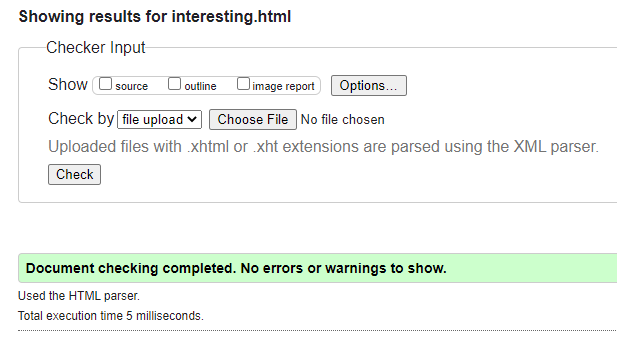 Showing results for interesting.html
Checker Input
Show source outline image report Options...
Check by file upload Choose File No file chosen
Uploaded files with .xhtml or .xht extensions are parsed using the XML parser.
Check
Document checking completed. No errors or warnings to show.
Used the HTML parser.
Total execution time 5 milliseconds.